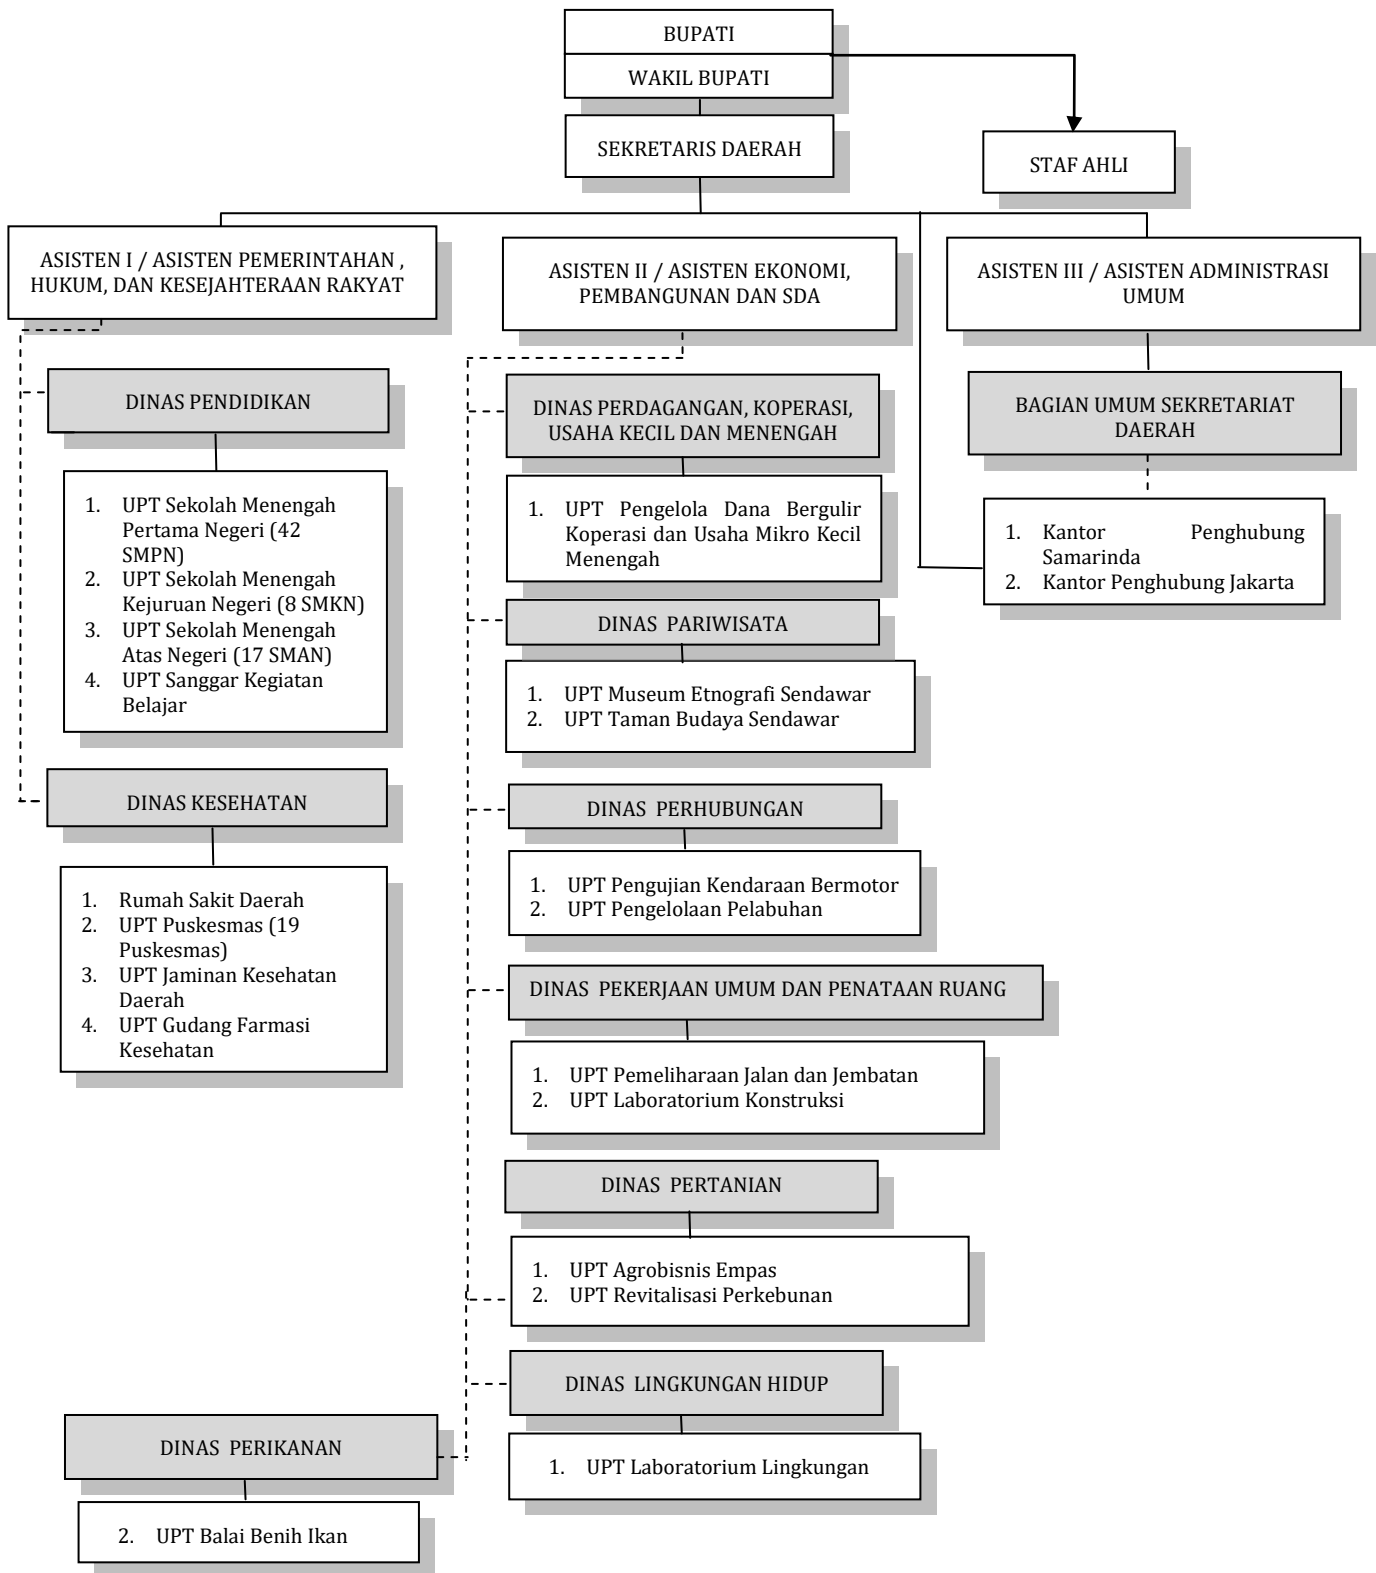 BUPATI
WAKIL BUPATI
SEKRETARIS DAERAH
STAF AHLI
ASISTEN I / ASISTEN PEMERINTAHAN ,
HUKUM, DAN KESEJAHTERAAN RAKYAT
ASISTEN II / ASISTEN EKONOMI,
PEMBANGUNAN DAN SDA
ASISTEN III / ASISTEN ADMINISTRASI
UMUM
DINAS PENDIDIKAN
1. UPT Sekolah Menengah
Pertama Negeri (42
SMPN)
2. UPT Sekolah Menengah
Kejuruan Negeri (8 SMKN)
3. UPT Sekolah Menengah
Atas Negeri (17 SMAN)
4. UPT Sanggar Kegiatan
Belajar
DINAS KESEHATAN
1. Rumah Sakit Daerah
2. UPT Puskesmas (19
Puskesmas)
3. UPT Jaminan Kesehatan
Daerah
4. UPT Gudang Farmasi
Kesehatan
DINAS PERDAGANGAN, KOPERASI,
USAHA KECIL DAN MENENGAH
1. UPT Pengelola Dana Bergulir
Koperasi dan Usaha Mikro Kecil
Menengah
DINAS PARIWISATA
1. UPT Museum Etnografi Sendawar
2. UPT Taman Budaya Sendawar
DINAS PERHUBUNGAN
1. UPT Pengujian Kendaraan Bermotor
2. UPT Pengelolaan Pelabuhan
DINAS PEKERJAAN UMUM DAN PENATAAN RUANG
1. UPT Pemeliharaan Jalan dan Jembatan
2. UPT Laboratorium Konstruksi
DINAS PERTANIAN
1. UPT Agrobisnis Empas
2. UPT Revitalisasi Perkebunan
DINAS LINGKUNGAN HIDUP
1. UPT Laboratorium Lingkungan
DINAS PERIKANAN
2. UPT Balai Benih Ikan
BAGIAN UMUM SEKRETARIAT
DAERAH
1. Kantor Penghubung
Samarinda
2. Kantor Penghubung Jakarta